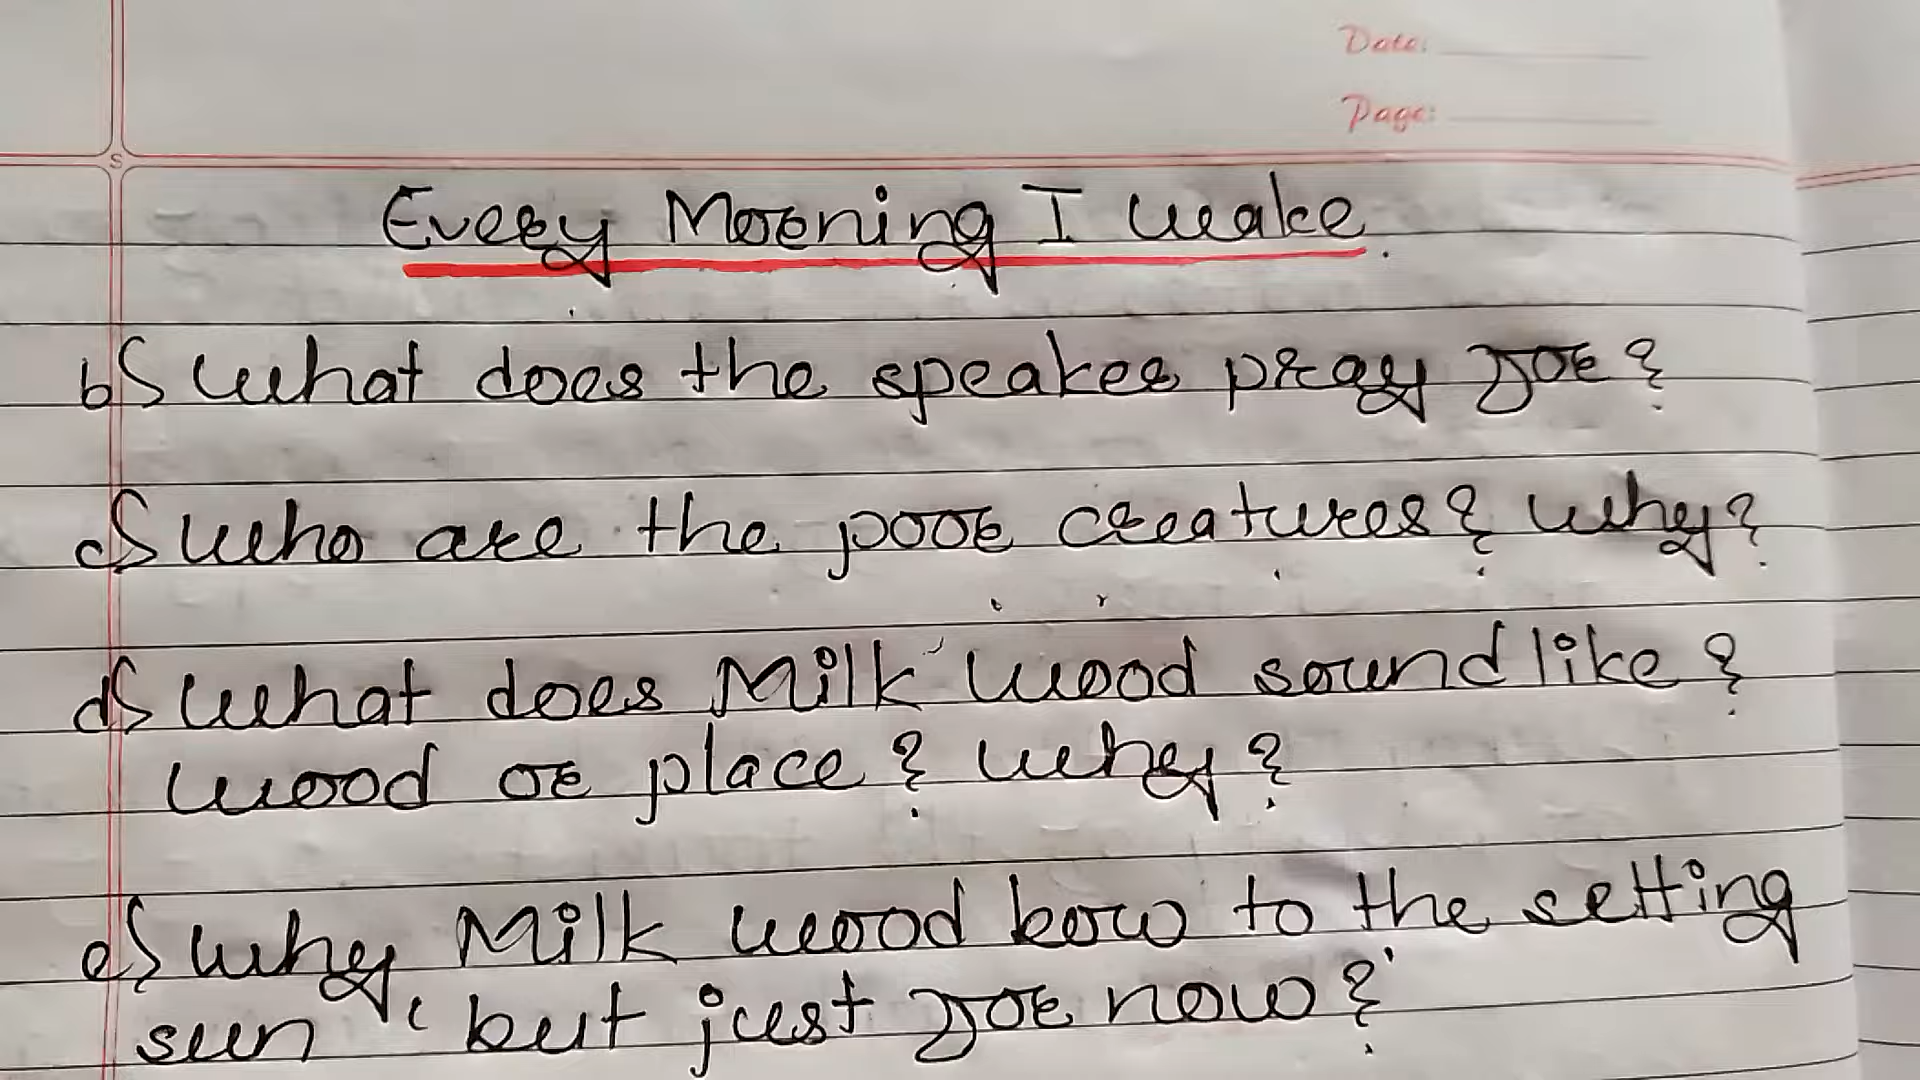 Date:
Page:
Every Morning I wake
b) What does the speaker pray for?
c) Who are the poor creatures? why?
d) What does Milk Wood sound like?
Wood or place? Why?
e) Why Milk Wood bow to the setting
sun, but just for now?